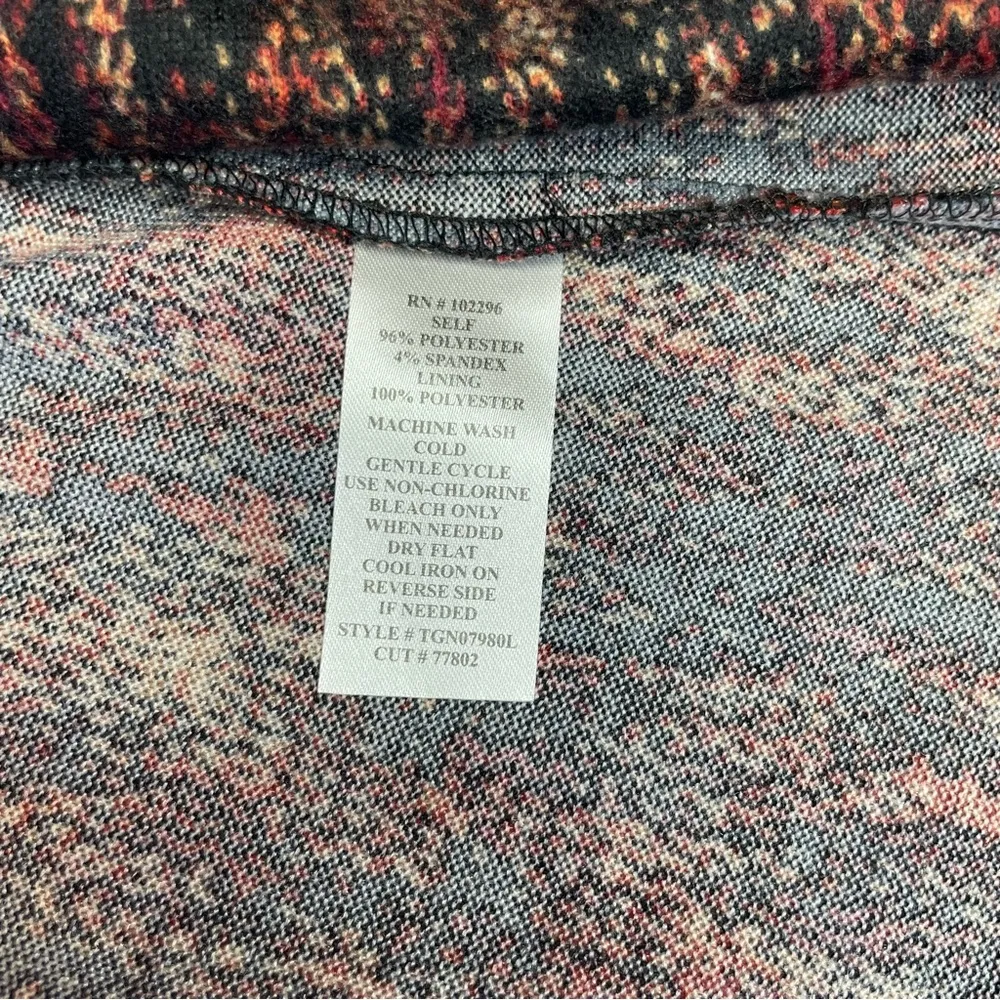 RN # 102296
SELF
96% POLYESTER
4% SPANDEX
LINING
100% POLYESTER
MACHINE WASH
COLD
GENTLE CYCLE
USE NON-CHLORINE
BLEACH ONLY
WHEN NEEDED
DRY FLAT
COOL IRON ON
REVERSE SIDE
IF NEEDED
STYLE # TGN07980L
CUT # 77802